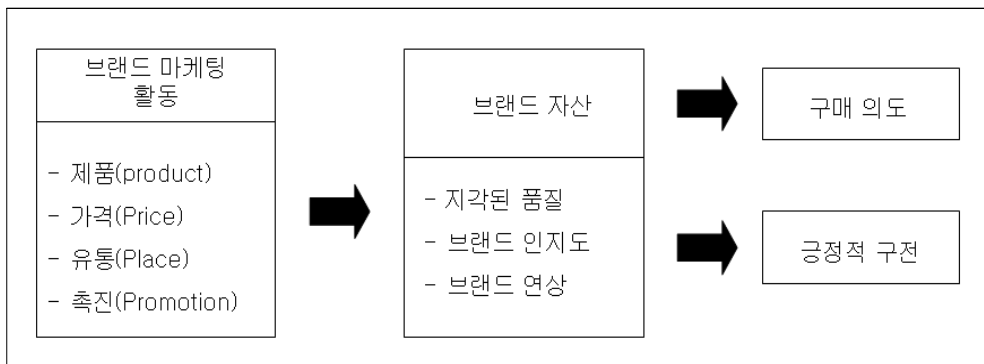 브랜드 마케팅
활동
- 제품(product)
- 가격(Price)
- 유통(Place)
- 촉진(Promotion)
브랜드 자산
- 지각된 품질
- 브랜드 인지도
- 브랜드 연상
구매 의도
긍정적 구전